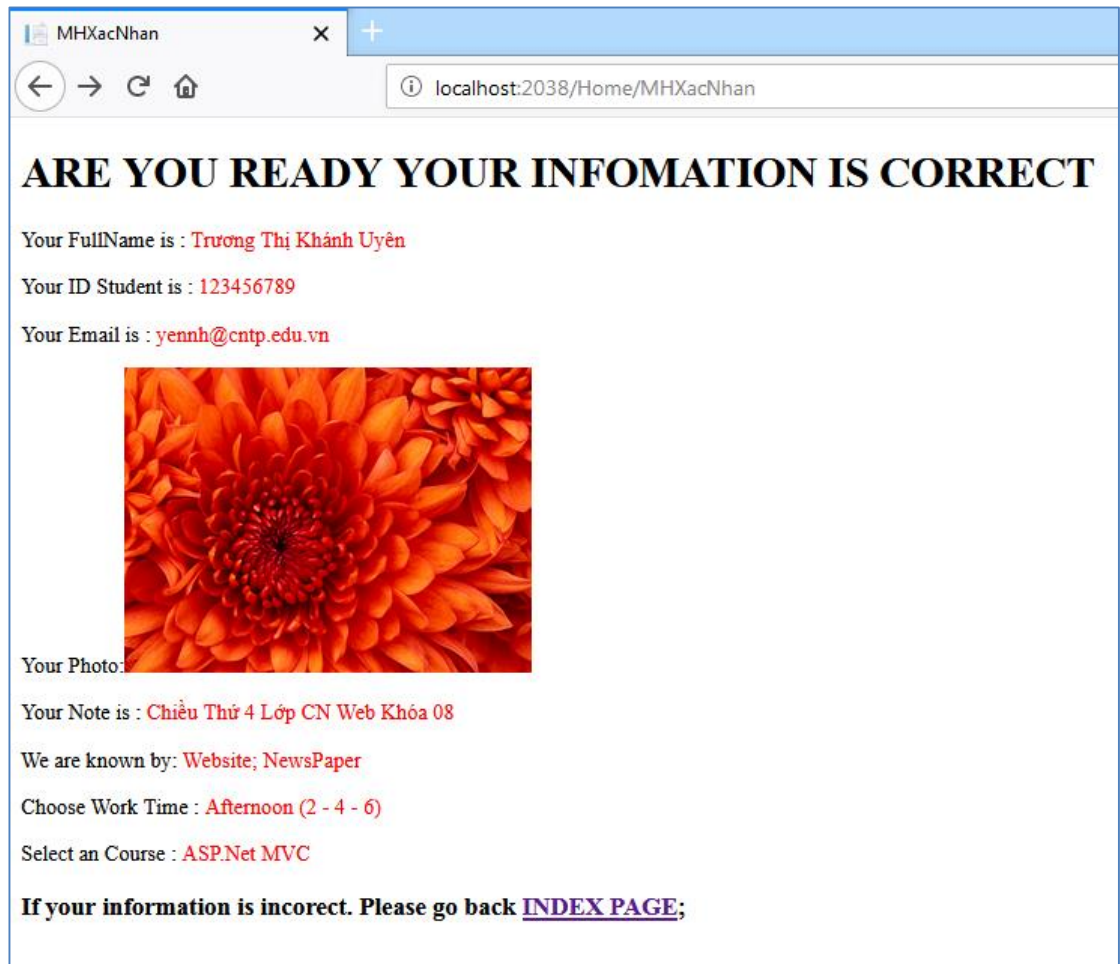 MHXacNhan
localhost:2038/Home/MHXacNhan
ARE YOU READY YOUR INFOMATION IS CORRECT
Your FullName is : Trương Thị Khánh Uyên
Your ID Student is : 123456789
Your Email is : yennh@cntp.edu.vn
Your Photo:
Your Note is : Chiều Thứ 4 Lớp CN Web Khóa 08
We are known by: Website; NewsPaper
Choose Work Time : Afternoon (2 - 4 - 6)
Select an Course : ASP.Net MVC
If your information is incorect. Please go back INDEX PAGE;